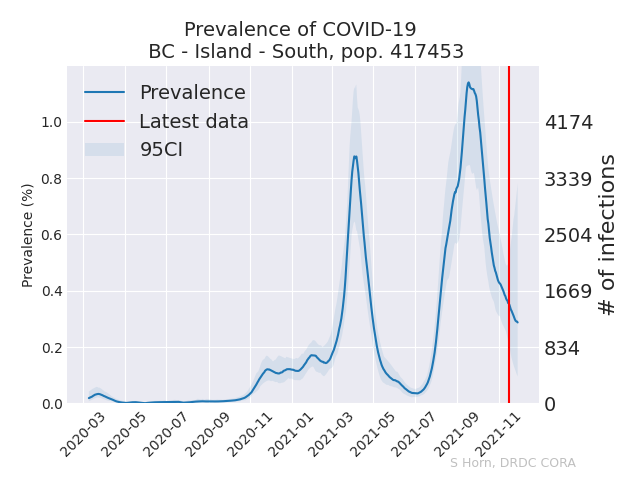 Prevalence of COVID-19
BC - Island - South, pop. 417453
Prevalence
Latest data
95CI
Prevalence (%)
1.0
0.8
0.6
0.4
0.2
0.0
4174
3339
2504
1669
834
0
# of infections
2020-03
2020-05
2020-07
2020-09
2020-11
2021-01
2021-03
2021-05
2021-07
2021-09
2021-11
S Horn, DRDC CORA